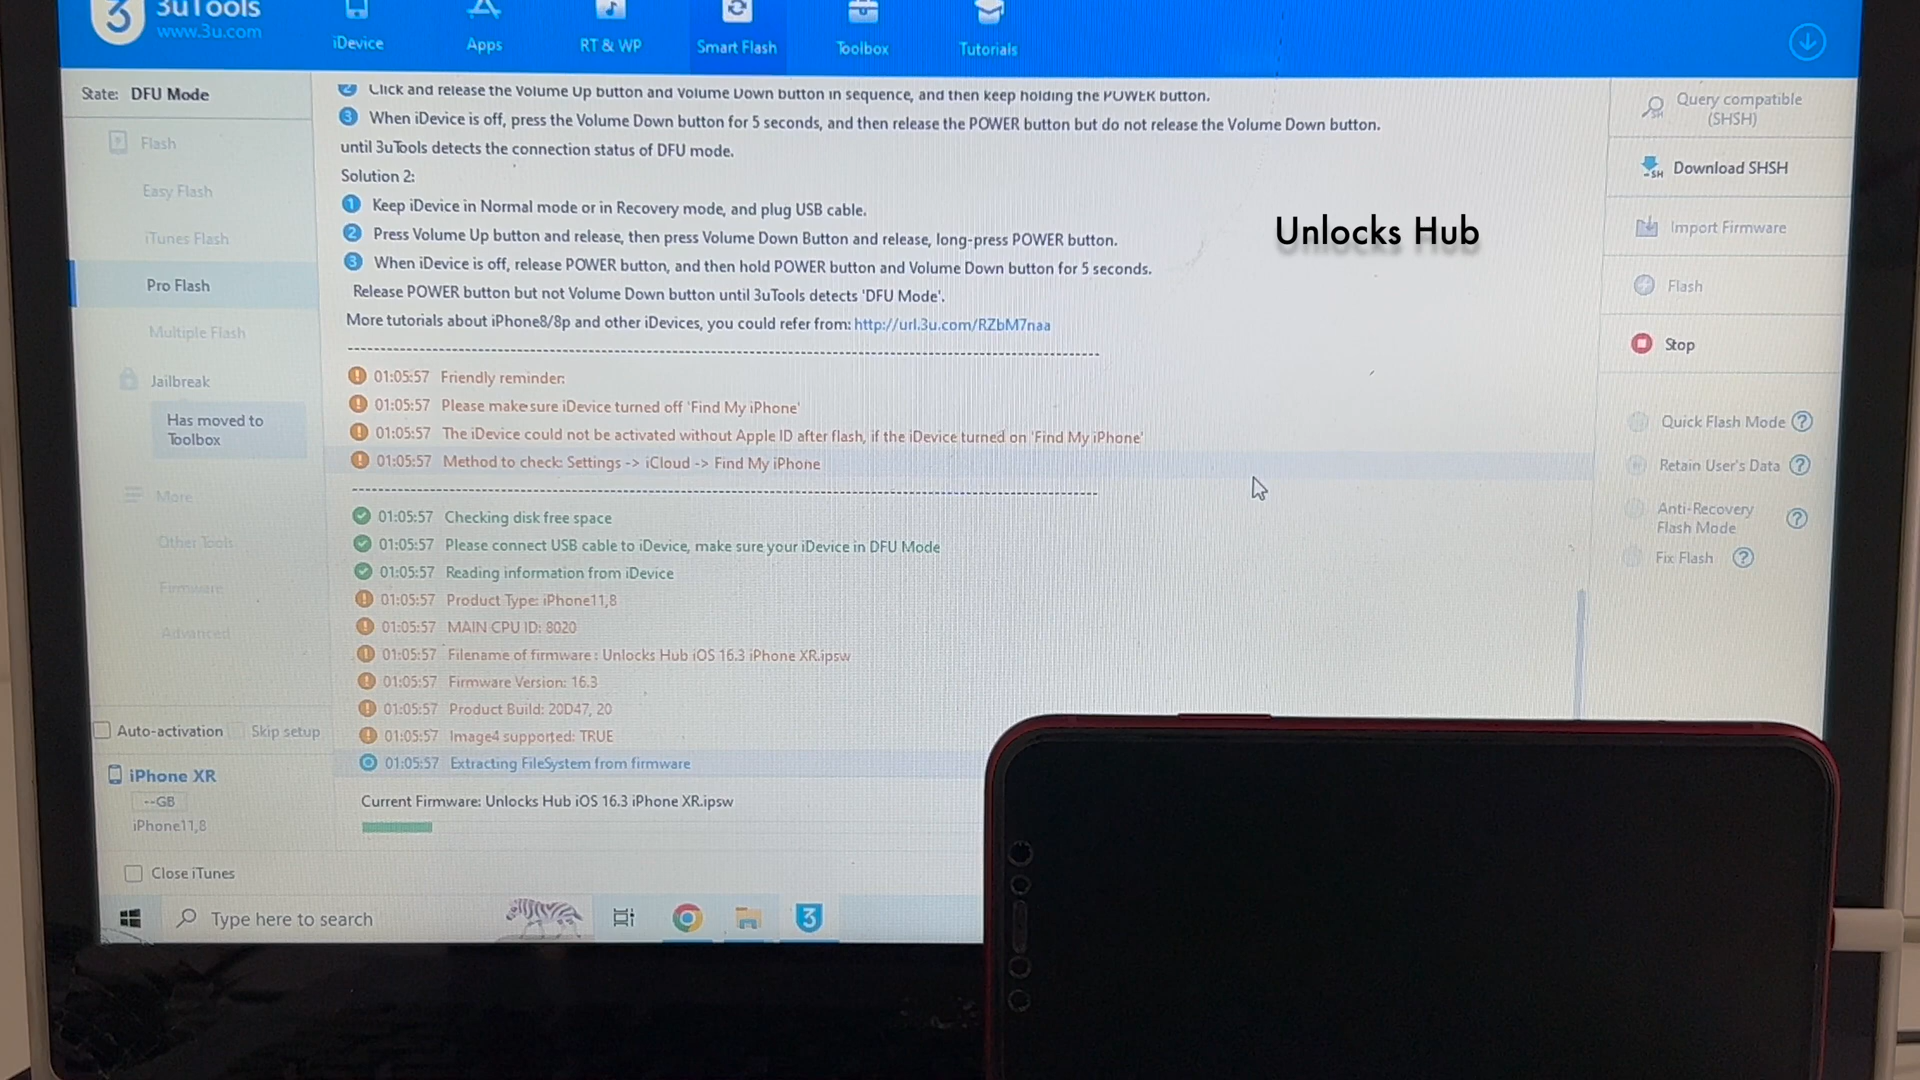 3uTools
www.3u.com
iDevice
Apps
RT & WP
Smart Flash
Toolbox
Tutorials
State: DFU Mode
Flash
Easy Flash
iTunes Flash
Pro Flash
Multiple Flash
Jailbreak
Has moved to
Toolbox
More
Other Tools
Firmware
Advanced
Auto-activation
Skip setup
iPhone XR
--GB
iPhone11,8
Close iTunes
2 Click and release the Volume Up button and Volume Down button in sequence, and then keep holding the POWER button.
3 When iDevice is off, press the Volume Down button for 5 seconds, and then release the POWER button but do not release the Volume Down button.
until 3uTools detects the connection status of DFU mode.
Solution 2:
1 Keep iDevice in Normal mode or in Recovery mode, and plug USB cable.
2 Press Volume Up button and release, then press Volume Down Button and release, long-press POWER button.
3 When iDevice is off, release POWER button, and then hold POWER button and Volume Down button for 5 seconds.
Release POWER button but not Volume Down button until 3uTools detects 'DFU Mode'.
More tutorials about iPhone8/8p and other iDevices, you could refer from: http://url.3u.com/RZbM7naa
01:05:57 Friendly reminder:
01:05:57 Please make sure iDevice turned off 'Find My iPhone'
01:05:57 The iDevice could not be activated without Apple ID after flash, if the iDevice turned on 'Find My iPhone'
01:05:57 Method to check: Settings -> iCloud -> Find My iPhone
01:05:57 Checking disk free space
01:05:57 Please connect USB cable to iDevice, make sure your iDevice in DFU Mode
01:05:57 Reading information from iDevice
01:05:57 Product Type: iPhone11,8
01:05:57 MAIN CPU ID: 8020
01:05:57 Filename of firmware : Unlocks Hub iOS 16.3 iPhone XR.ipsw
01:05:57 Firmware Version: 16.3
01:05:57 Product Build: 20D47, 20
01:05:57 Image4 supported: TRUE
01:05:57 Extracting FileSystem from firmware
Current Firmware: Unlocks Hub iOS 16.3 iPhone XR.ipsw
Unlocks Hub
Query compatible
(SHSH)
Download SHSH
Import Firmware
Flash
Stop
Quick Flash Mode ?
Retain User's Data ?
Anti-Recovery
Flash Mode ?
Fix Flash ?
Type here to search
3